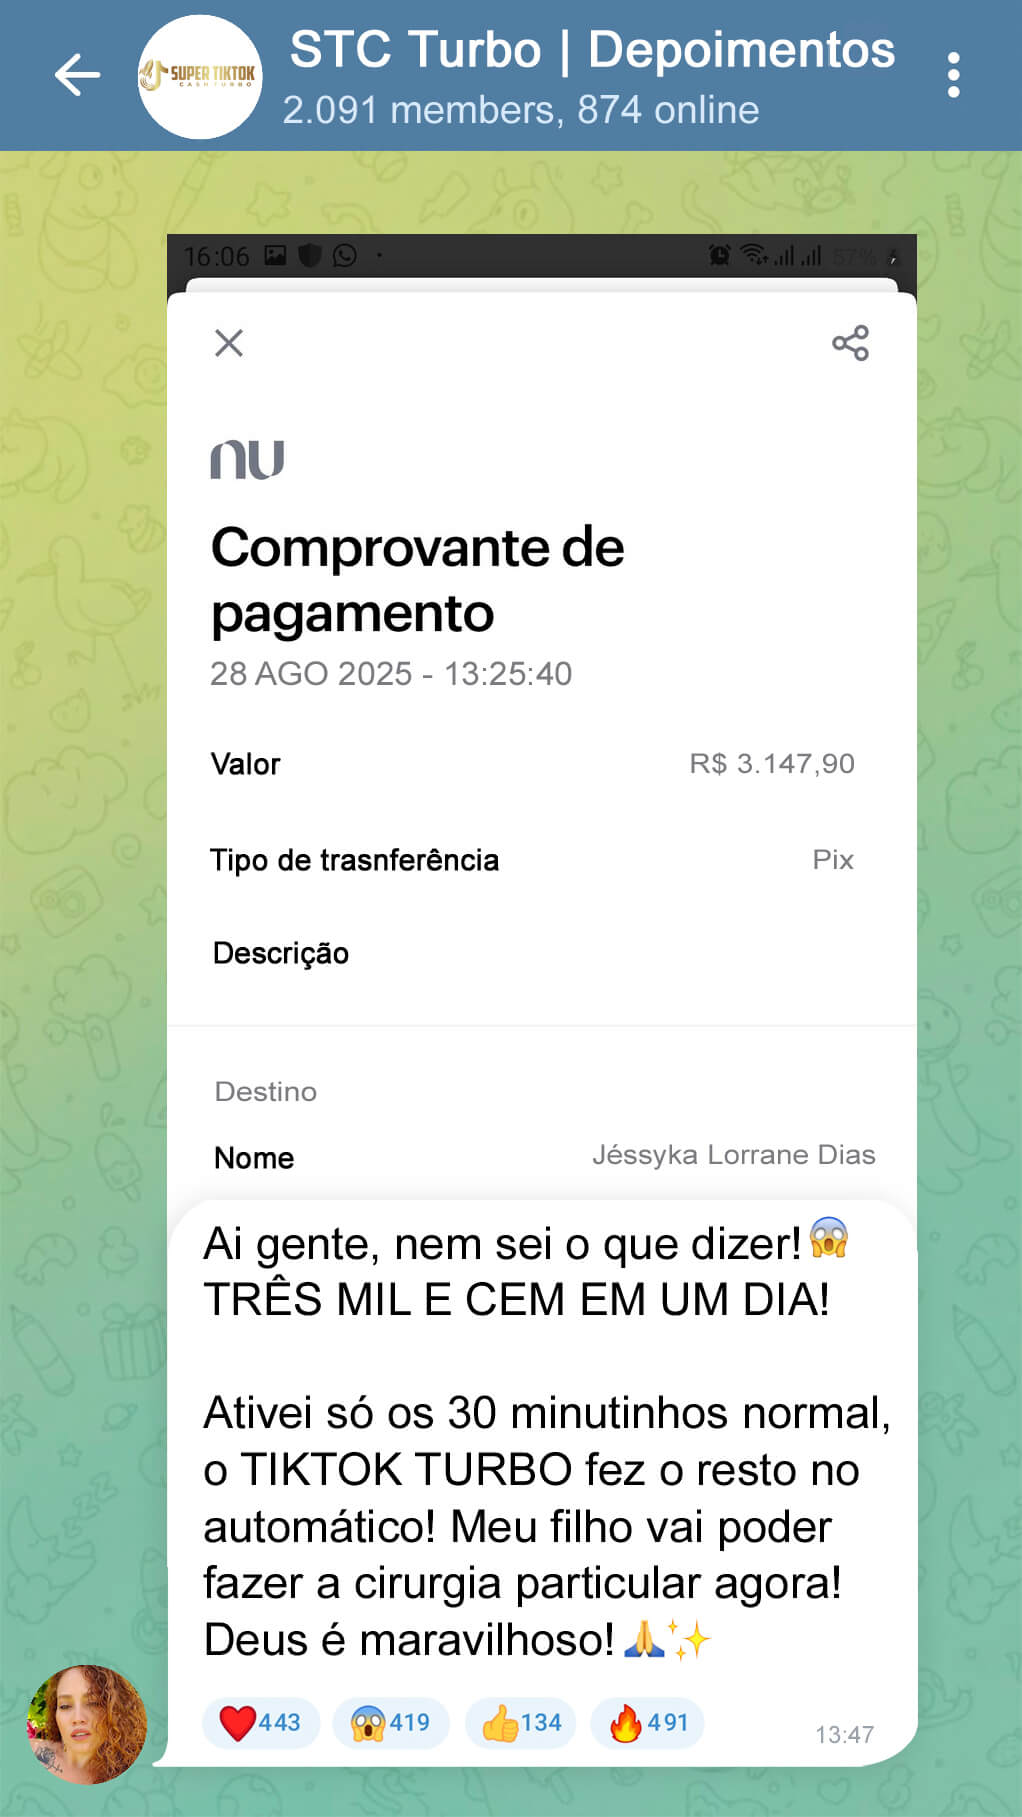 STC Turbo | Depoimentos
SUPER TIKTOK
CASH TURBO
2.091 members, 874 online
16:06
57%
nu
Comprovante de
pagamento
28 AGO 2025 - 13:25:40
Valor R$ 3.147,90
Tipo de trasnferência Pix
Descrição
Destino
Nome Jéssyka Lorrane Dias
Ai gente, nem sei o que dizer!😱
TRÊS MIL E CEM EM UM DIA!
Ativei só os 30 minutinhos normal,
o TIKTOK TURBO fez o resto no
automático! Meu filho vai poder
fazer a cirurgia particular agora!
Deus é maravilhoso!🙏✨
❤️443 😱419 👍134 🔥491
13:47